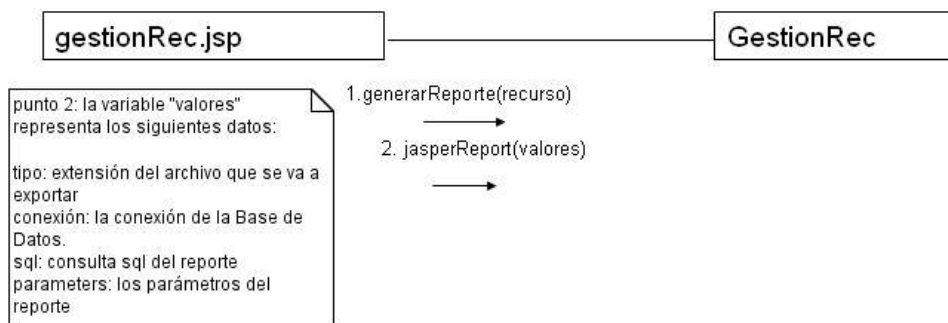 gestionRec.jsp
GestionRec
punto 2: la variable "valores"
representa los siguientes datos:
tipo: extensión del archivo que se va a
exportar
conexión: la conexión de la Base de
Datos.
sql: consulta sql del reporte
parameters: los parámetros del
reporte
1.generarReporte(recurso)
2. jasperReport(valores)